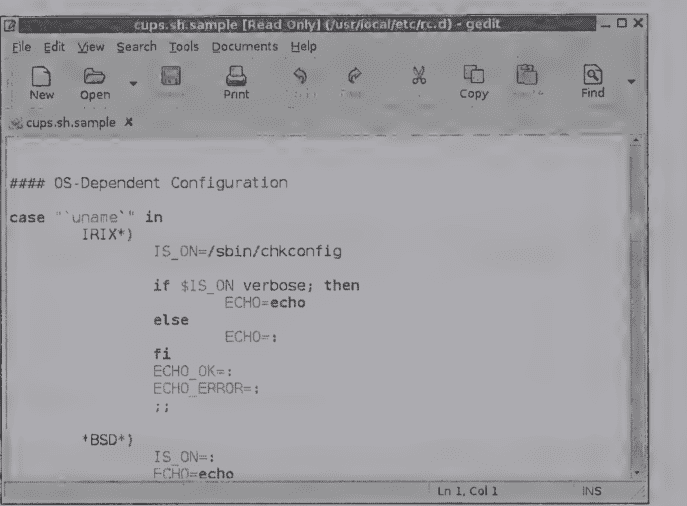 cups.sh.sample [Read Only] (/usr/local/etc/rc.d) - gedit
File Edit View Search Tools Documents Help
New Open Print Copy Find
cups.sh.sample
#### OS-Dependent Configuration
case "`uname`" in
IRIX*)
IS_ON=/sbin/chkconfig
if $IS_ON verbose; then
ECHO=echo
else
ECHO=:
fi
ECHO_OK=:
ECHO_ERROR=:
;;
*BSD*)
IS_ON=:
ECHO=echo
Ln 1, Col 1 INS